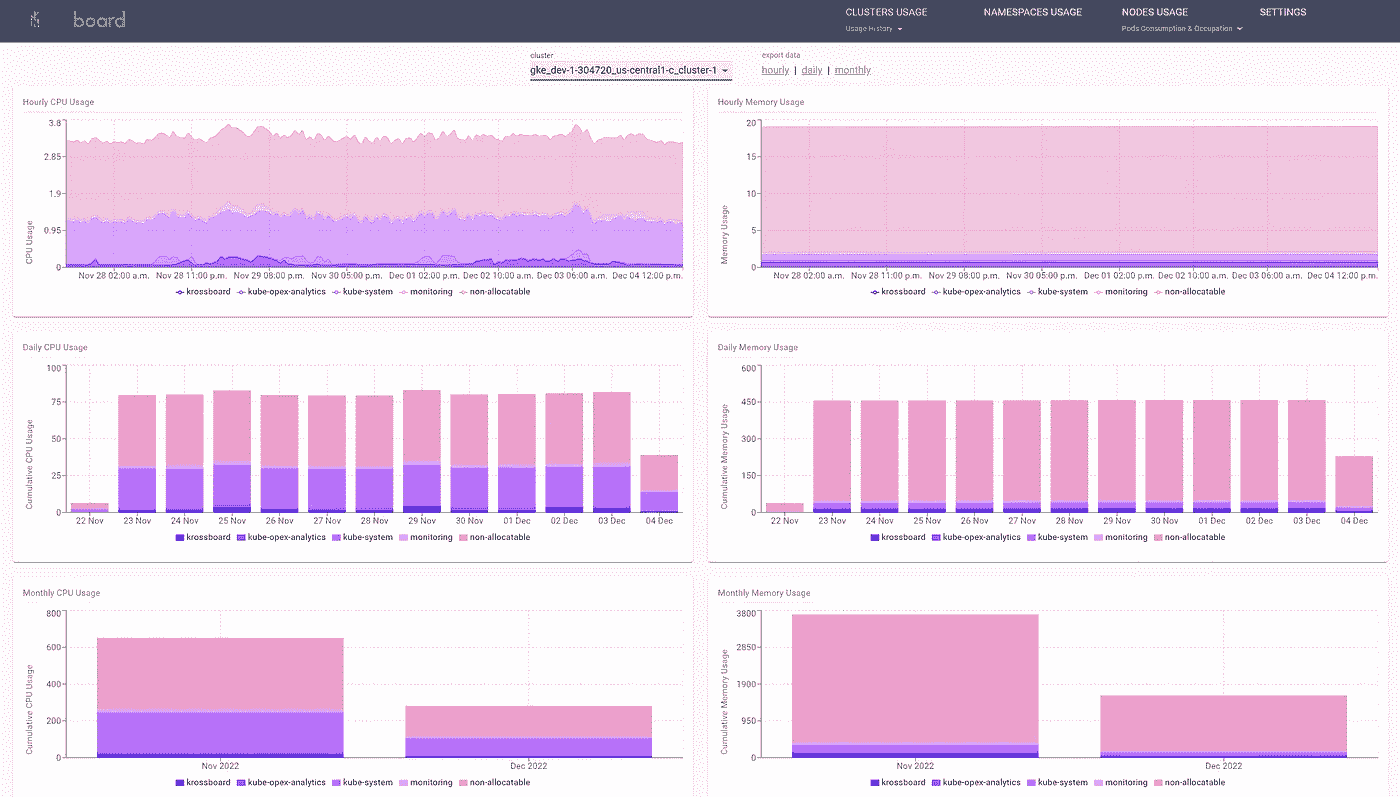 board
CLUSTERS USAGE NAMESPACES USAGE NODES USAGE SETTINGS
Usage History Pods Consumption & Occupation
cluster export data
gke_dev-1-304720_us-central1-c_cluster-1 hourly | daily | monthly
Hourly CPU Usage
3.8
2.85
1.9
0.95
0
CPU Usage
Nov 28 02:00 a.m. Nov 28 11:00 p.m. Nov 29 08:00 p.m. Nov 30 05:00 p.m. Dec 01 02:00 p.m. Dec 02 10:00 a.m. Dec 03 06:00 a.m. Dec 04 12:00 p.m.
krossboard kube-opex-analytics kube-system monitoring non-allocatable
Hourly Memory Usage
20
15
10
5
0
Memory Usage
Nov 28 02:00 a.m. Nov 28 11:00 p.m. Nov 29 08:00 p.m. Nov 30 05:00 p.m. Dec 01 02:00 p.m. Dec 02 10:00 a.m. Dec 03 06:00 a.m. Dec 04 12:00 p.m.
krossboard kube-opex-analytics kube-system monitoring non-allocatable
Daily CPU Usage
100
75
50
25
0
Cumulative CPU Usage
22 Nov 23 Nov 24 Nov 25 Nov 26 Nov 27 Nov 28 Nov 29 Nov 30 Nov 01 Dec 02 Dec 03 Dec 04 Dec
krossboard kube-opex-analytics kube-system monitoring non-allocatable
Daily Memory Usage
600
450
300
150
0
Cumulative Memory Usage
22 Nov 23 Nov 24 Nov 25 Nov 26 Nov 27 Nov 28 Nov 29 Nov 30 Nov 01 Dec 02 Dec 03 Dec 04 Dec
krossboard kube-opex-analytics kube-system monitoring non-allocatable
Monthly CPU Usage
800
600
400
200
0
Cumulative CPU Usage
Nov 2022 Dec 2022
krossboard kube-opex-analytics kube-system monitoring non-allocatable
Monthly Memory Usage
3800
2850
1900
950
0
Cumulative Memory Usage
Nov 2022 Dec 2022
krossboard kube-opex-analytics kube-system monitoring non-allocatable